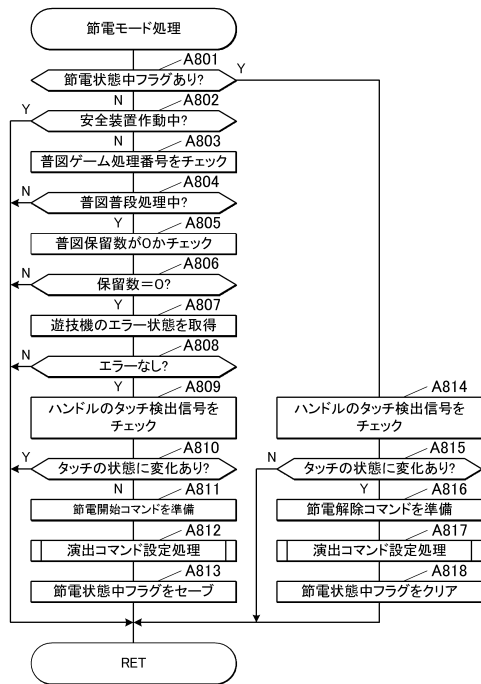 節電モード処理
A801
節電状態中フラグあり?
Y
N
A802
Y
安全装置作動中?
N
A803
普図ゲーム処理番号をチェック
A804
N
普図普段処理中?
Y
A805
普図保留数が0かチェック
A806
N
保留数=0?
Y
A807
遊技機のエラー状態を取得
A808
N
エラーなし?
Y
A809
ハンドルのタッチ検出信号を
チェック
A810
Y
タッチの状態に変化あり?
N
A811
節電開始コマンドを準備
A812
演出コマンド設定処理
A813
節電状態中フラグをセーブ
A814
ハンドルのタッチ検出信号を
チェック
A815
N
タッチの状態に変化あり?
Y
A816
節電解除コマンドを準備
A817
演出コマンド設定処理
A818
節電状態中フラグをクリア
RET